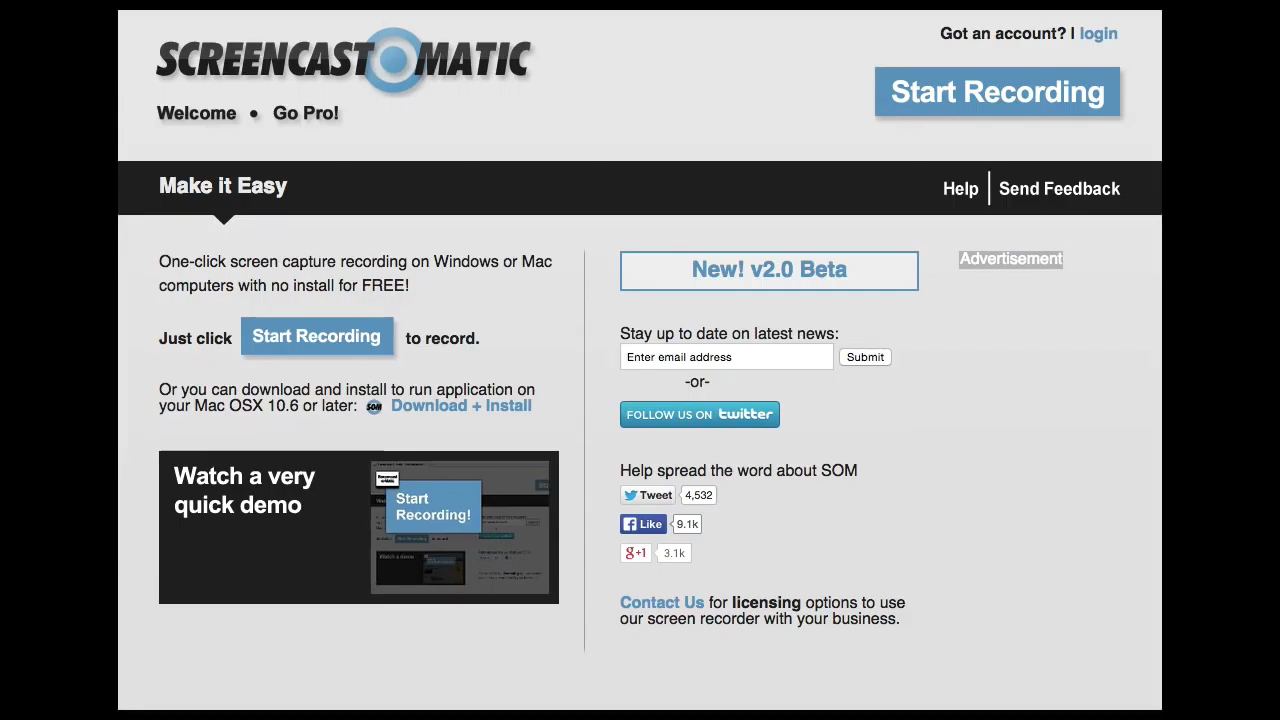 SCREENCAST O MATIC
Got an account? | login
Start Recording
Welcome • Go Pro!
Make it Easy
Help | Send Feedback
One-click screen capture recording on Windows or Mac
computers with no install for FREE!
Just click Start Recording to record.
Or you can download and install to run application on
your Mac OSX 10.6 or later: SOM Download + Install
Watch a very
quick demo
Start
Recording!
New! v2.0 Beta
Stay up to date on latest news:
Enter email address Submit
-or-
FOLLOW US ON twitter
Help spread the word about SOM
Tweet 4,532
Like 9.1k
g+1 3.1k
Contact Us for licensing options to use
our screen recorder with your business.
Advertisement